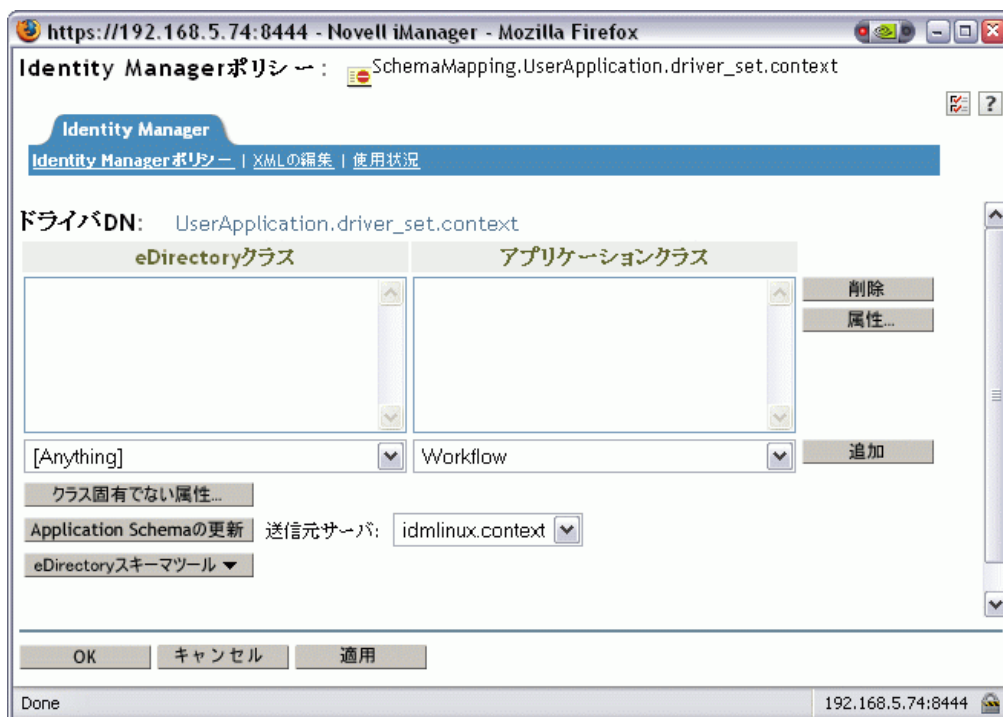 https://192.168.5.74:8444 - Novell iManager - Mozilla Firefox
Identity Managerポリシー: SchemaMapping.UserApplication.driver_set.context
?
Identity Manager
Identity Managerポリシー | XMLの編集 | 使用状況
ドライバDN: UserApplication.driver_set.context
eDirectoryクラス アプリケーションクラス
削除
属性...
[Anything] Workflow 追加
クラス固有でない属性...
Application Schemaの更新 送信元サーバ: idmlinux.context
eDirectoryスキーマツール
OK キャンセル 適用
Done 192.168.5.74:8444